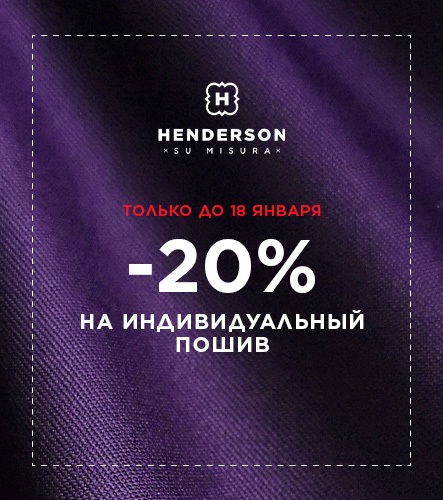 H
HENDERSON
×SU MISURA×
ТОЛЬКО ДО 18 ЯНВАРЯ
-20%
НА ИНДИВИДУАЛЬНЫЙ
ПОШИВ